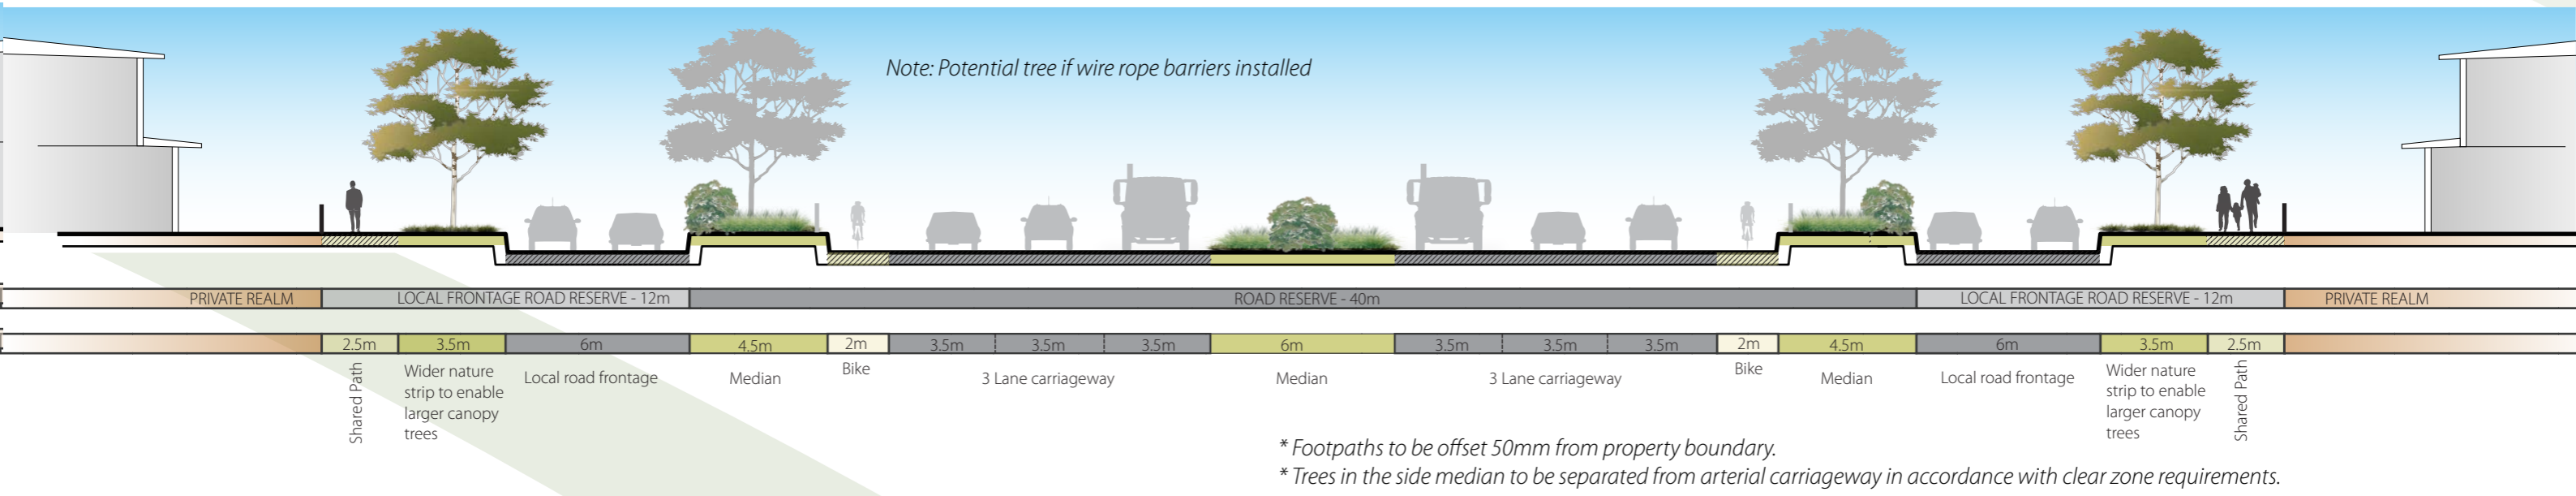 Note: Potential tree if wire rope barriers installed
PRIVATE REALM
LOCAL FRONTAGE ROAD RESERVE - 12m
ROAD RESERVE - 40m
LOCAL FRONTAGE ROAD RESERVE - 12m
PRIVATE REALM
2.5m
3.5m
6m
4.5m
2m
3.5m
3.5m
3.5m
6m
3.5m
3.5m
3.5m
2m
4.5m
6m
3.5m
2.5m
Shared Path
Wider nature
strip to enable
larger canopy
trees
Local road frontage
Median
Bike
3 Lane carriageway
Median
3 Lane carriageway
Bike
Median
Local road frontage
Wider nature
strip to enable
larger canopy
trees
Shared Path
* Footpaths to be offset 50mm from property boundary.
* Trees in the side median to be separated from arterial carriageway in accordance with clear zone requirements.